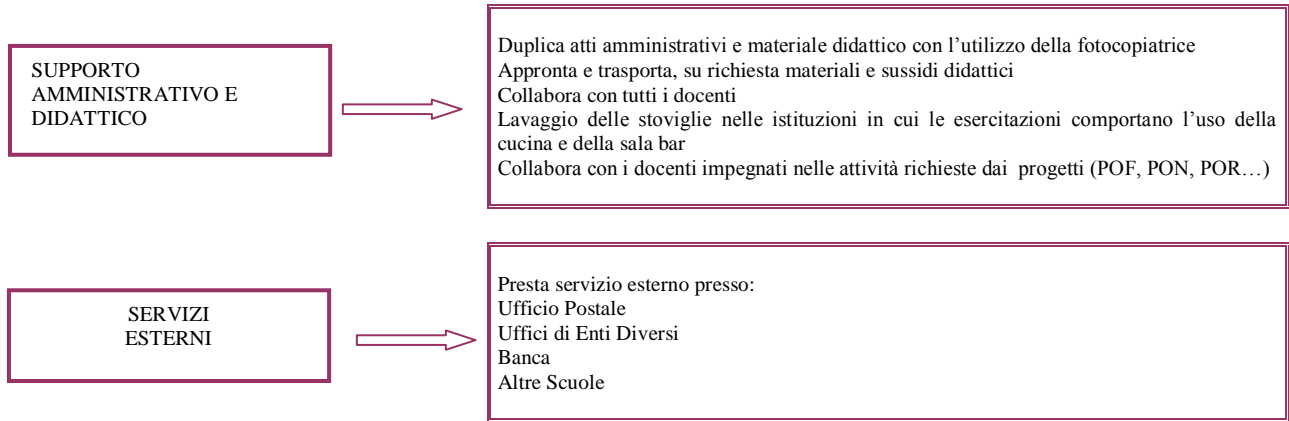 SUPPORTO
AMMINISTRATIVO E
DIDATTICO
Duplica atti amministrativi e materiale didattico con l’utilizzo della fotocopiatrice
Appronta e trasporta, su richiesta materiali e sussidi didattici
Collabora con tutti i docenti
Lavaggio delle stoviglie nelle istituzioni in cui le esercitazioni comportano l’uso della
cucina e della sala bar
Collabora con i docenti impegnati nelle attività richieste dai progetti (POF, PON, POR…)
SERVIZI
ESTERNI
Presta servizio esterno presso:
Ufficio Postale
Uffici di Enti Diversi
Banca
Altre Scuole